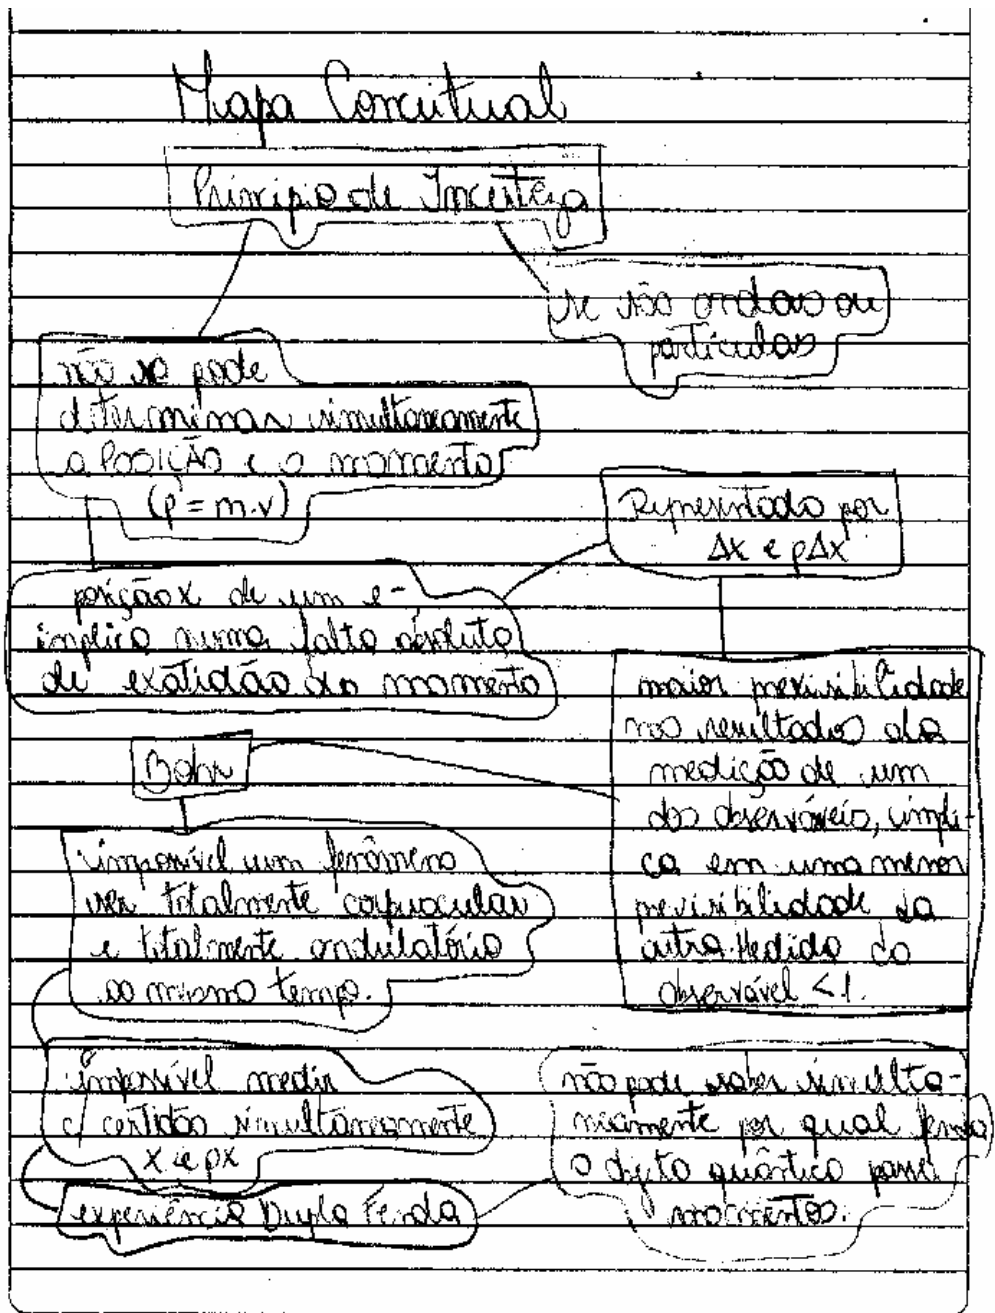 Mapa Conceitual
Princípio de Incerteza
se são ondas ou
partículas
não se pode
determinar simultaneamente
a Posição e o momento
(p = m.v)
Representado por
Δx e pΔx
posição x de um e-
implica numa falta absoluta
de exatidão do momento
maior previsibilidade
nos resultados da
medição de um
dos observáveis, impli-
ca em uma menor
previsibilidade da
outra. Medida do
observável <1.
Bohr
impossível um fenômeno
ser totalmente corpuscular
e totalmente ondulatório
ao mesmo tempo.
impossível medir
c/ certidão simultaneamente
x e px
não pode saber simulta-
neamente por qual fenda
o objeto quântico
momentos.
experiência Dupla Fenda